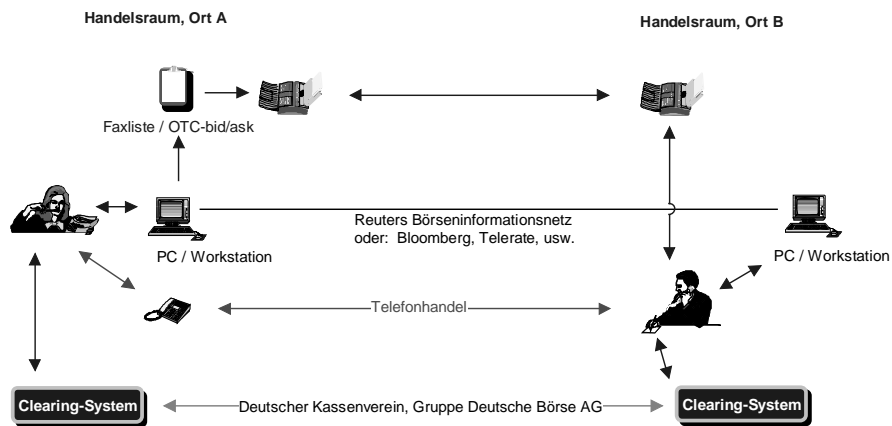 Handelsraum, Ort A
Handelsraum, Ort B
Faxliste / OTC-bid/ask
Reuters Börseninformationsnetz
oder: Bloomberg, Telerate, usw.
PC / Workstation
PC / Workstation
Telefonhandel
Clearing-System
Deutscher Kassenverein, Gruppe Deutsche Börse AG
Clearing-System